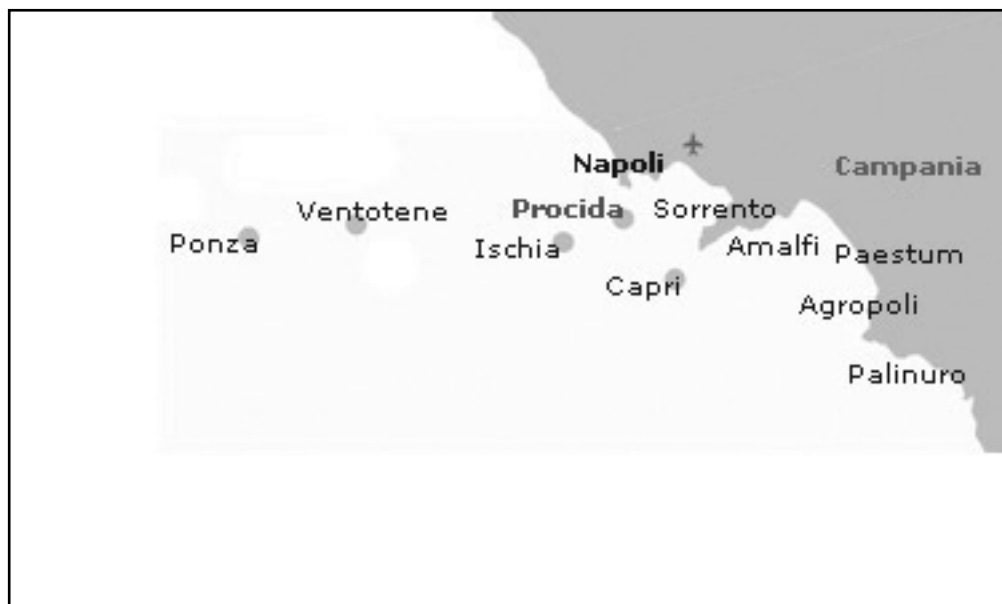 Napoli
Campania
Ventotene
Procida
Sorrento
Ponza
Ischia
Amalfi
Paestum
Capri
Agropoli
Palinuro